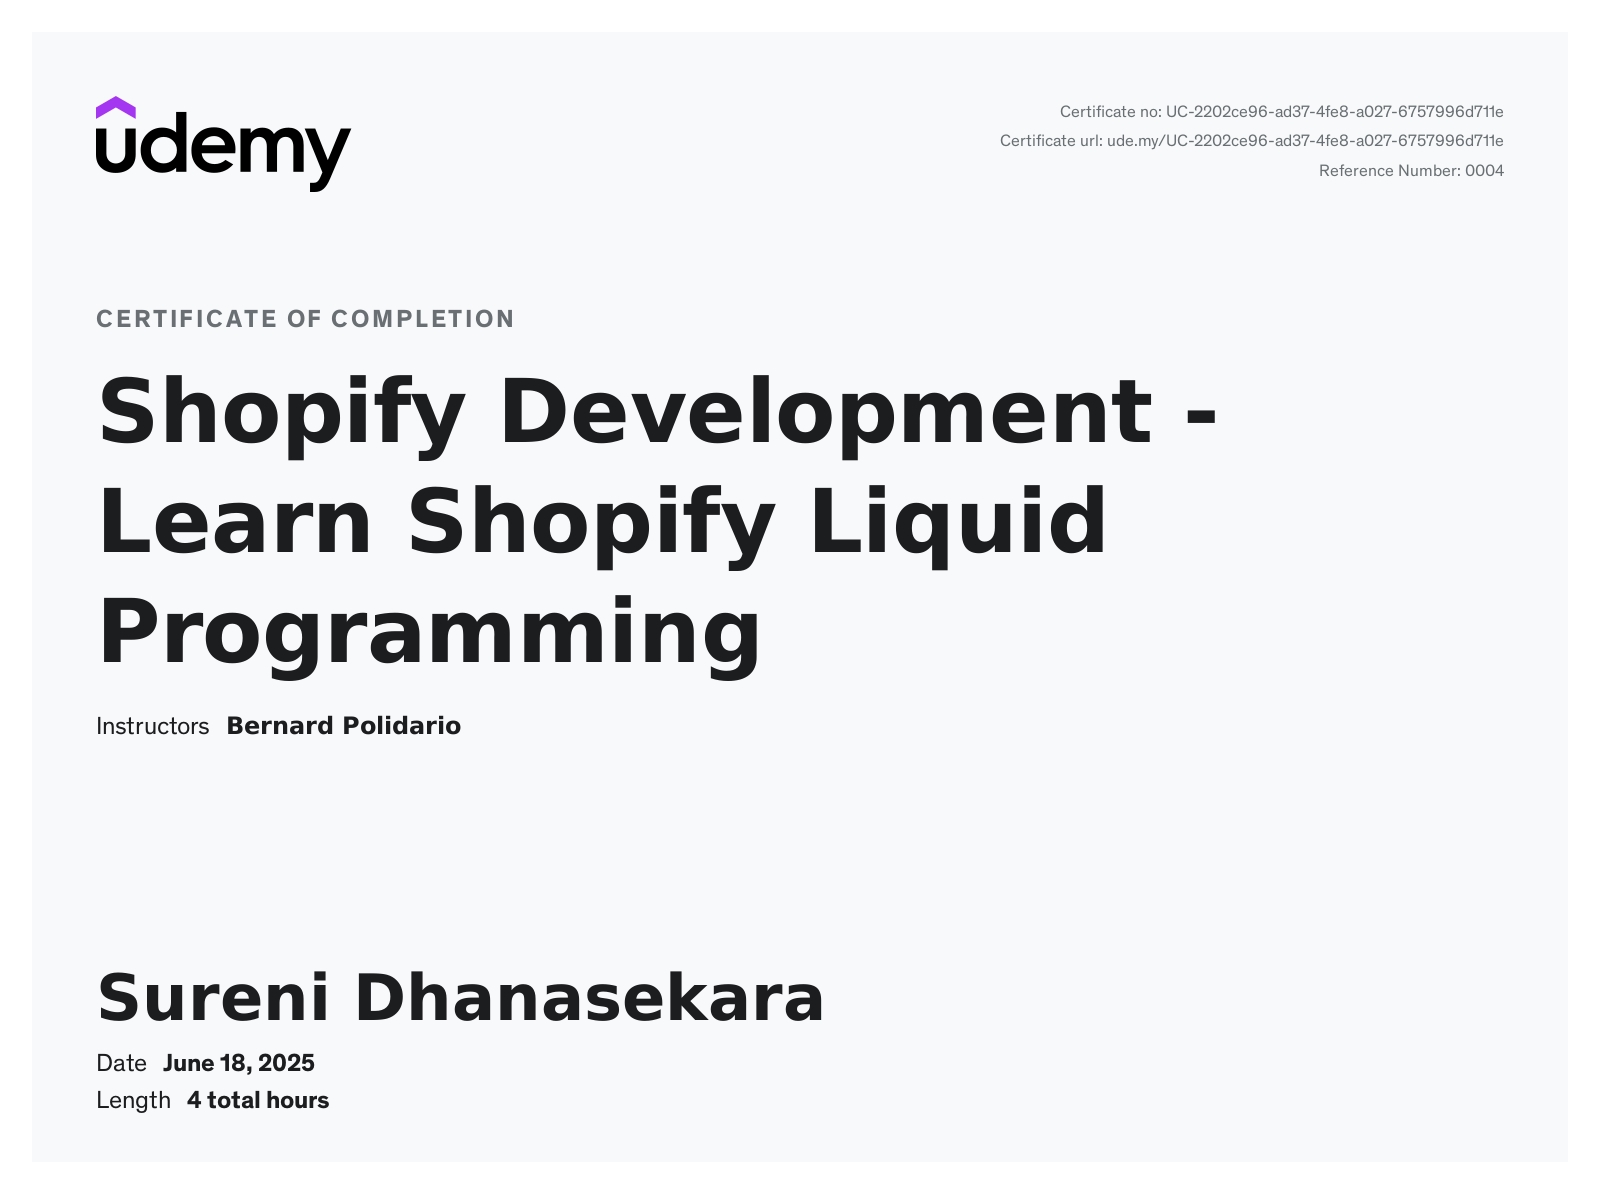 udemy
Certificate no: UC-2202ce96-ad37-4fe8-a027-6757996d711e
Certificate url: ude.my/UC-2202ce96-ad37-4fe8-a027-6757996d711e
Reference Number: 0004
CERTIFICATE OF COMPLETION
Shopify Development -
Learn Shopify Liquid
Programming
Instructors Bernard Polidario
Sureni Dhanasekara
Date June 18, 2025
Length 4 total hours